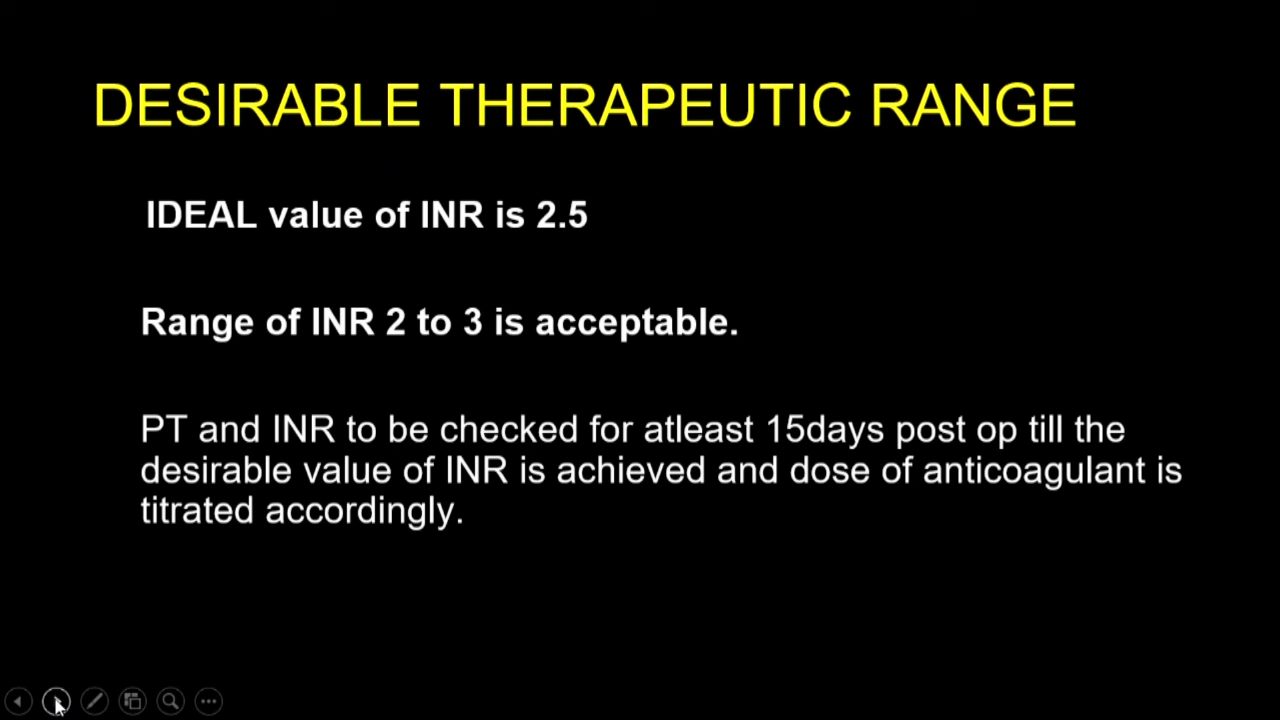 DESIRABLE THERAPEUTIC RANGE
IDEAL value of INR is 2.5
Range of INR 2 to 3 is acceptable.
PT and INR to be checked for atleast 15days post op till the
desirable value of INR is achieved and dose of anticoagulant is
titrated accordingly.